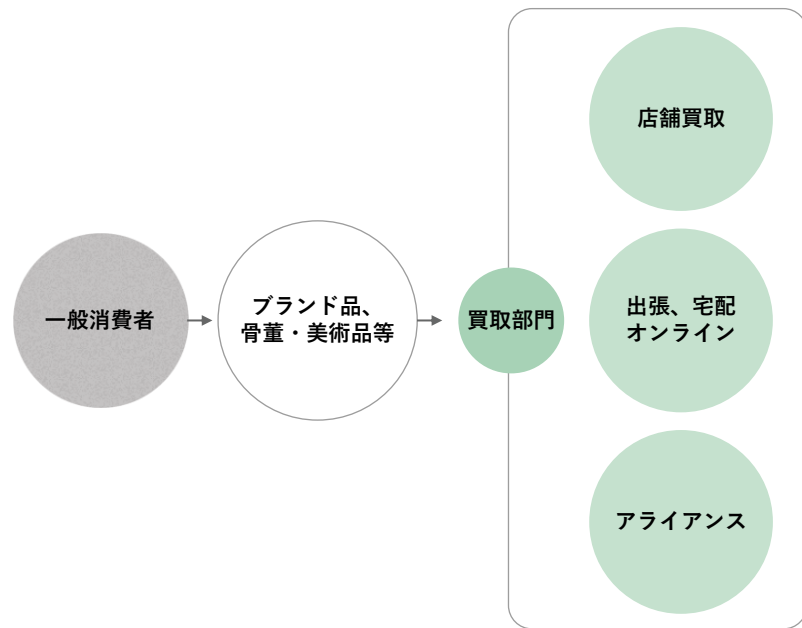 一般消費者
ブランド品、
骨董・美術品等
買取部門
店舗買取
出張、宅配
オンライン
アライアンス